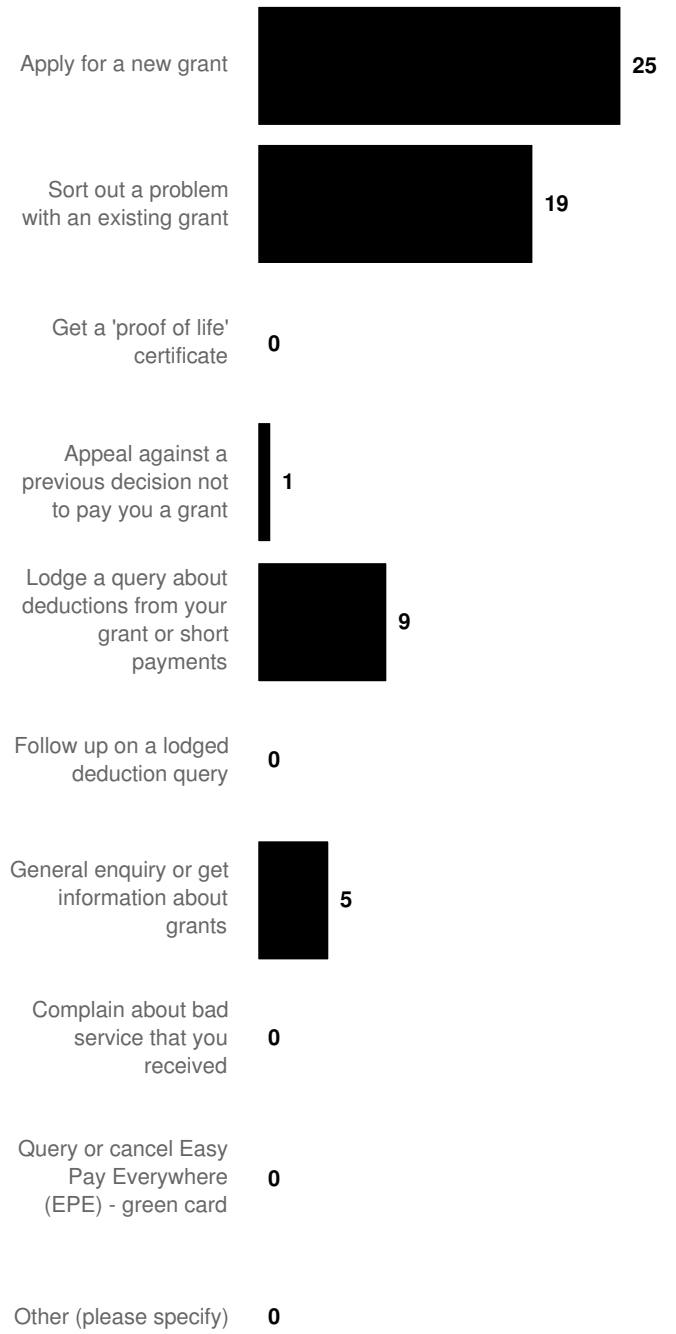 Apply for a new grant
25
Sort out a problem
with an existing grant
19
Get a 'proof of life'
certificate
0
Appeal against a
previous decision not
to pay you a grant
1
Lodge a query about
deductions from your
grant or short
payments
9
Follow up on a lodged
deduction query
0
General enquiry or get
information about
grants
5
Complain about bad
service that you
received
0
Query or cancel Easy
Pay Everywhere
(EPE) - green card
0
Other (please specify)
0